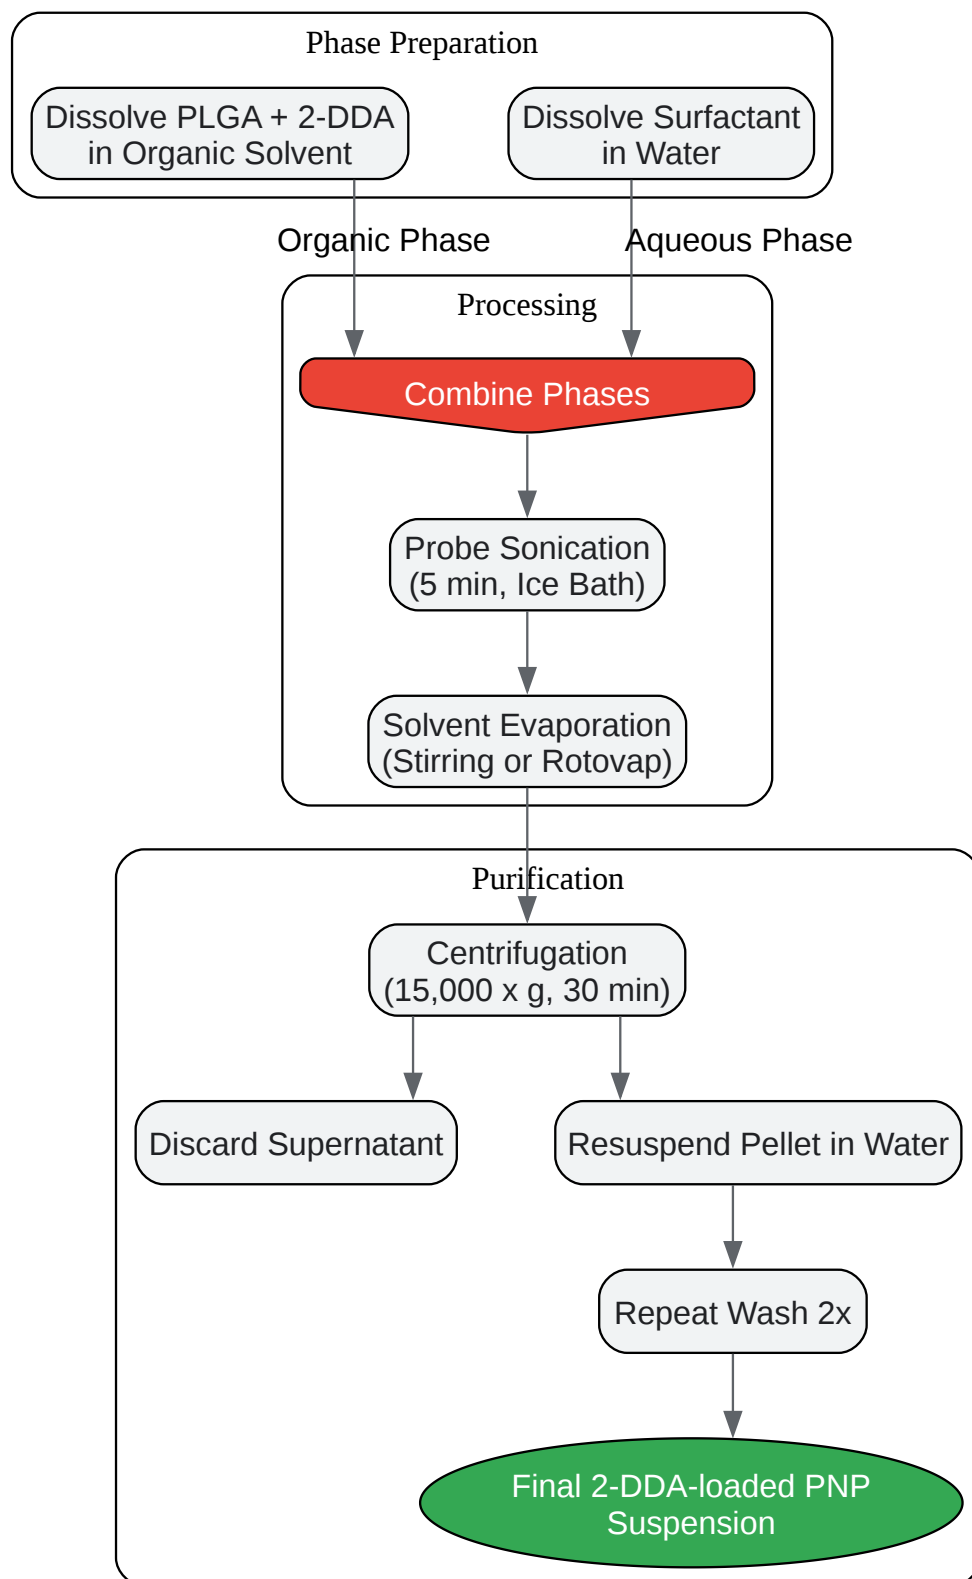 Phase Preparation
Dissolve PLGA + 2-DDA
in Organic Solvent
Dissolve Surfactant
in Water
Organic Phase
Aqueous Phase
Processing
Combine Phases
Probe Sonication
(5 min, Ice Bath)
Solvent Evaporation
(Stirring or Rotovap)
Purification
Centrifugation
(15,000 x g, 30 min)
Discard Supernatant
Resuspend Pellet in Water
Repeat Wash 2x
Final 2-DDA-loaded PNP
Suspension